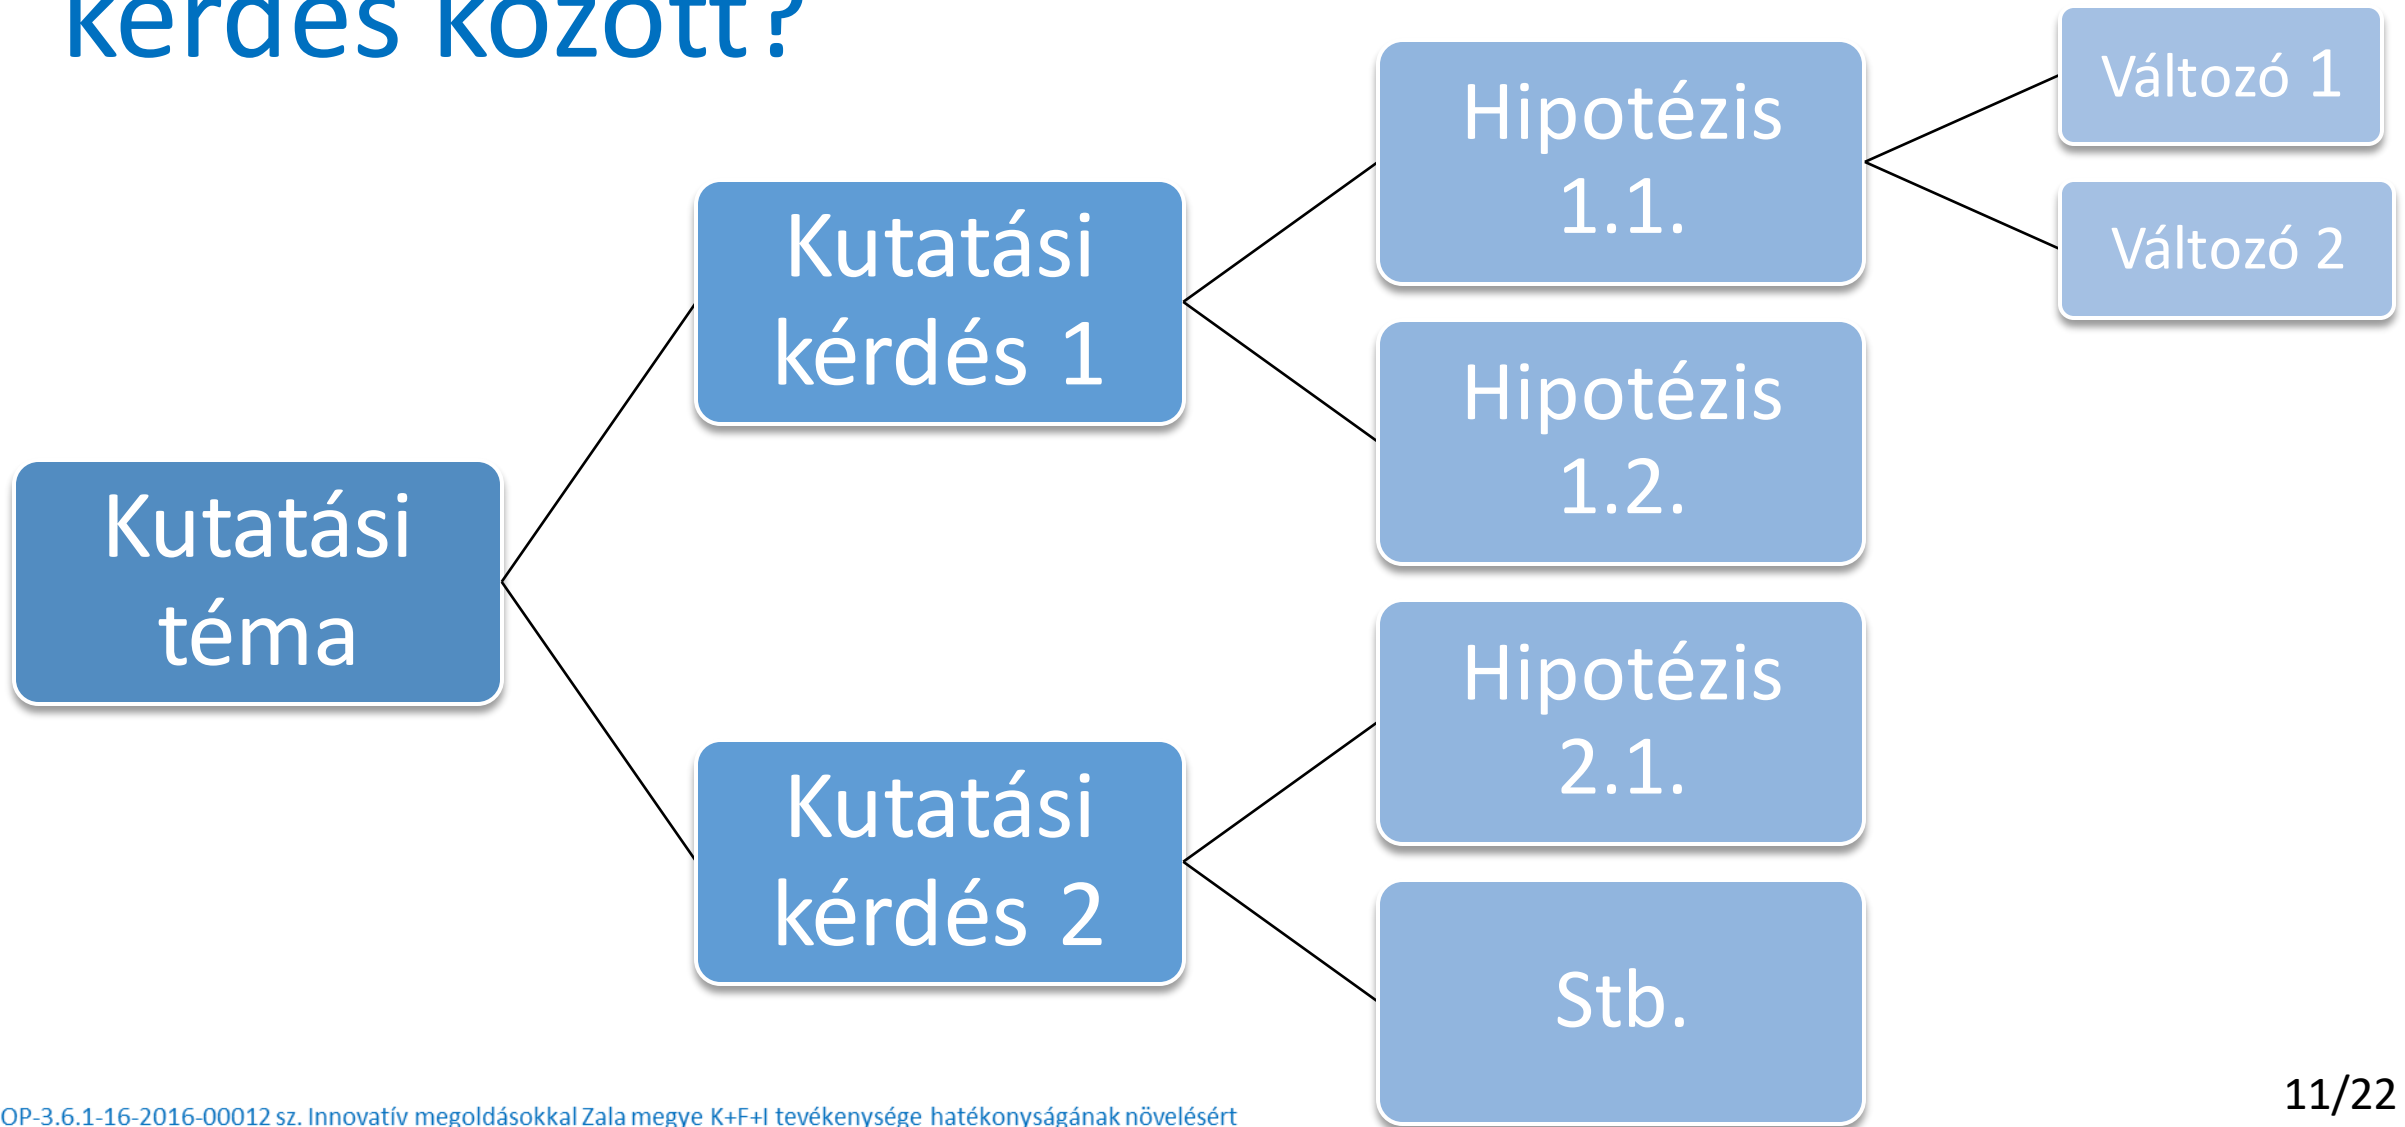 kérdés között?
Kutatási
téma
Kutatási
kérdés 1
Kutatási
kérdés 2
Hipotézis
1.1.
Hipotézis
1.2.
Hipotézis
2.1.
Stb.
Változó 1
Változó 2
OP-3.6.1-16-2016-00012 sz. Innovatív megoldásokkal Zala megye K+F+I tevékenysége hatékonyságának növelésért
11/22